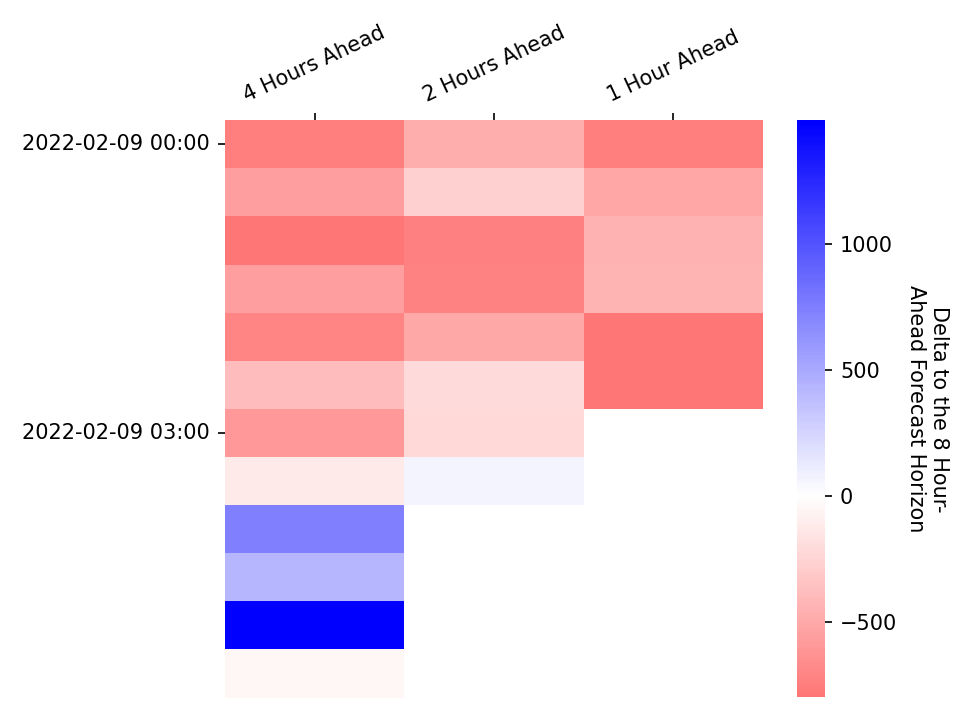 4 Hours Ahead
2 Hours Ahead
1 Hour Ahead
2022-02-09 00:00
2022-02-09 03:00
1000
500
0
−500
Delta to the 8 Hour-
Ahead Forecast Horizon